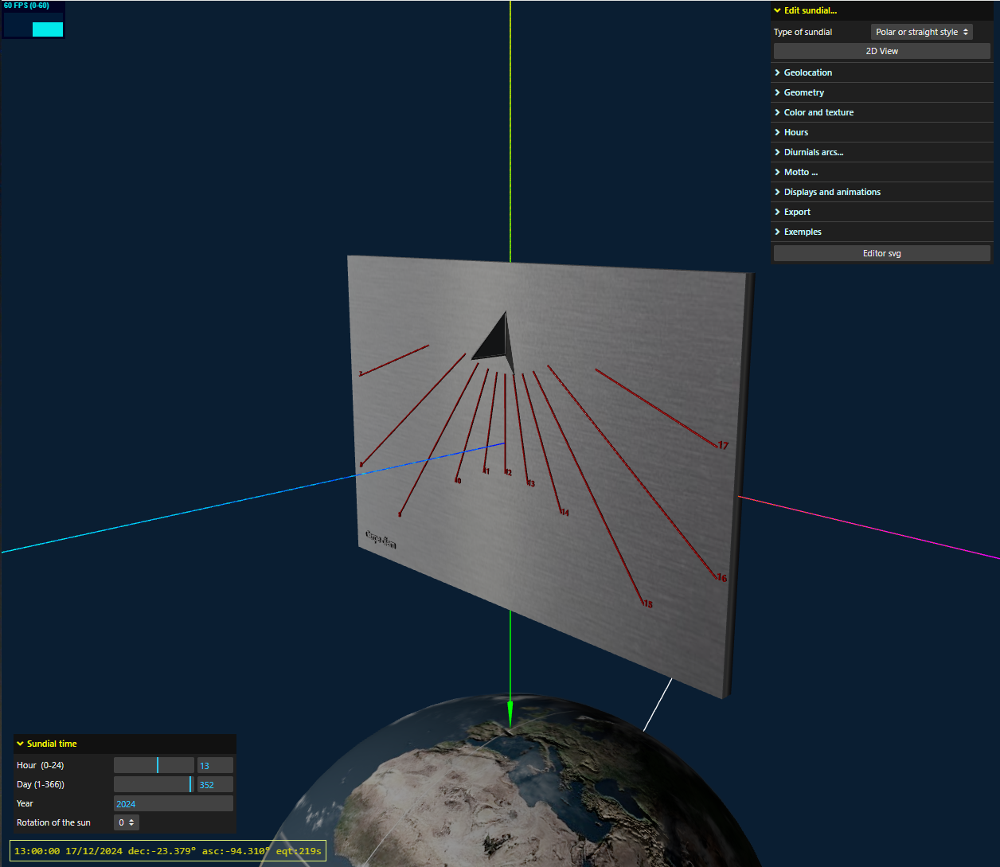 60 FPS (0-60)
Edit sundial...
Type of sundial Polar or straight style
2D View
Geolocation
Geometry
Color and texture
Hours
Diurnials arcs...
Motto ...
Displays and animations
Export
Exemples
Editor svg
7
17
8
11
12
10
13
14
9
16
15
Carpe diem
Sundial time
Hour (0-24) 13
Day (1-366)) 352
Year 2024
Rotation of the sun 0
13:00:00 17/12/2024 dec:-23.379° asc:-94.310° eqt:219s